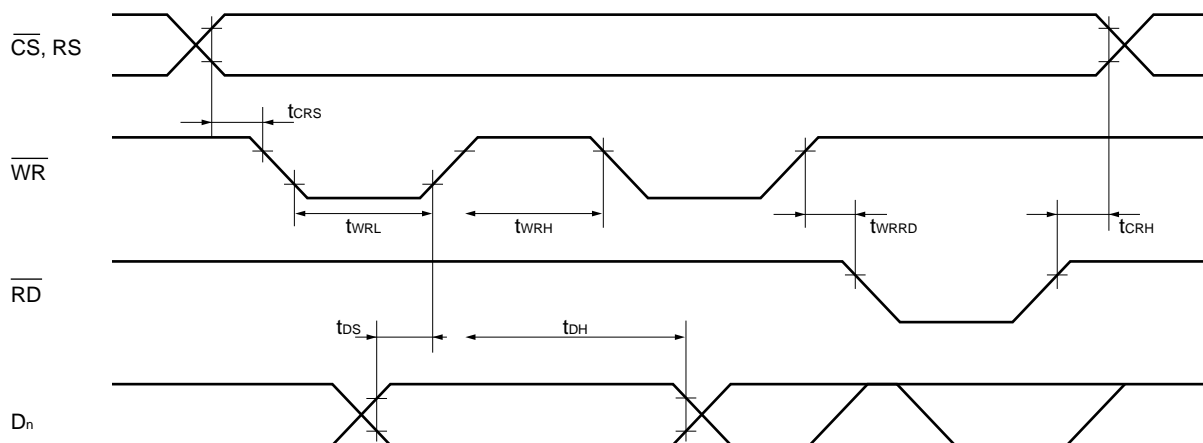 CS, RS
tCRS
WR
tWRL
tWRH
tWRRD
tCRH
RD
tDS
tDH
Dn